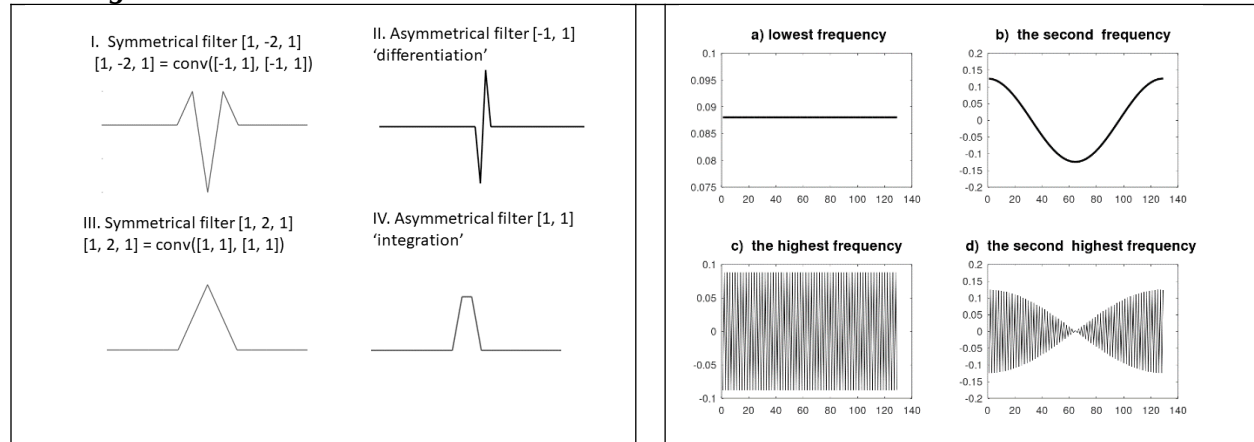 I. Symmetrical filter [1, -2, 1]
[1, -2, 1] = conv([-1, 1], [-1, 1])
II. Asymmetrical filter [-1, 1]
‘differentiation’
III. Symmetrical filter [1, 2, 1]
[1, 2, 1] = conv([1, 1], [1, 1])
IV. Asymmetrical filter [1, 1]
‘integration’
a) lowest frequency
0.1
0.095
0.09
0.085
0.08
0.075
0 20 40 60 80 100 120 140
b) the second frequency
0.2
0.15
0.1
0.05
0
-0.05
-0.1
-0.15
-0.2
0 20 40 60 80 100 120 140
c) the highest frequency
0.1
0.05
0
-0.05
-0.1
0 20 40 60 80 100 120 140
d) the second highest frequency
0.2
0.15
0.1
0.05
0
-0.05
-0.1
-0.15
-0.2
0 20 40 60 80 100 120 140